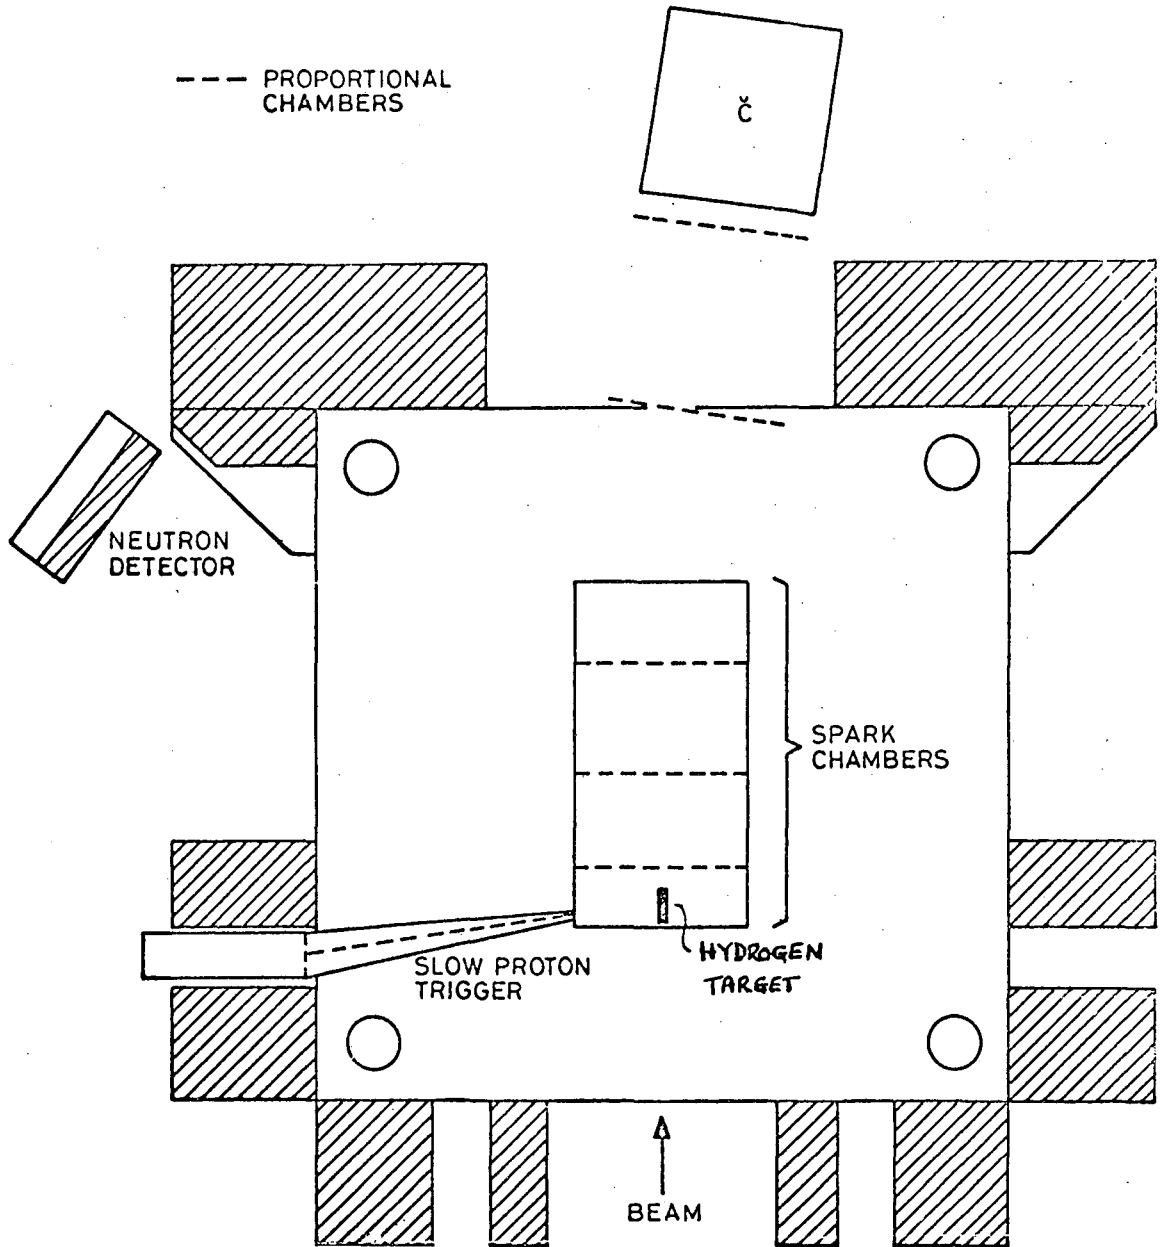 PROPORTIONAL
CHAMBERS
Č
NEUTRON
DETECTOR
SPARK
CHAMBERS
SLOW PROTON
TRIGGER
HYDROGEN
TARGET
BEAM